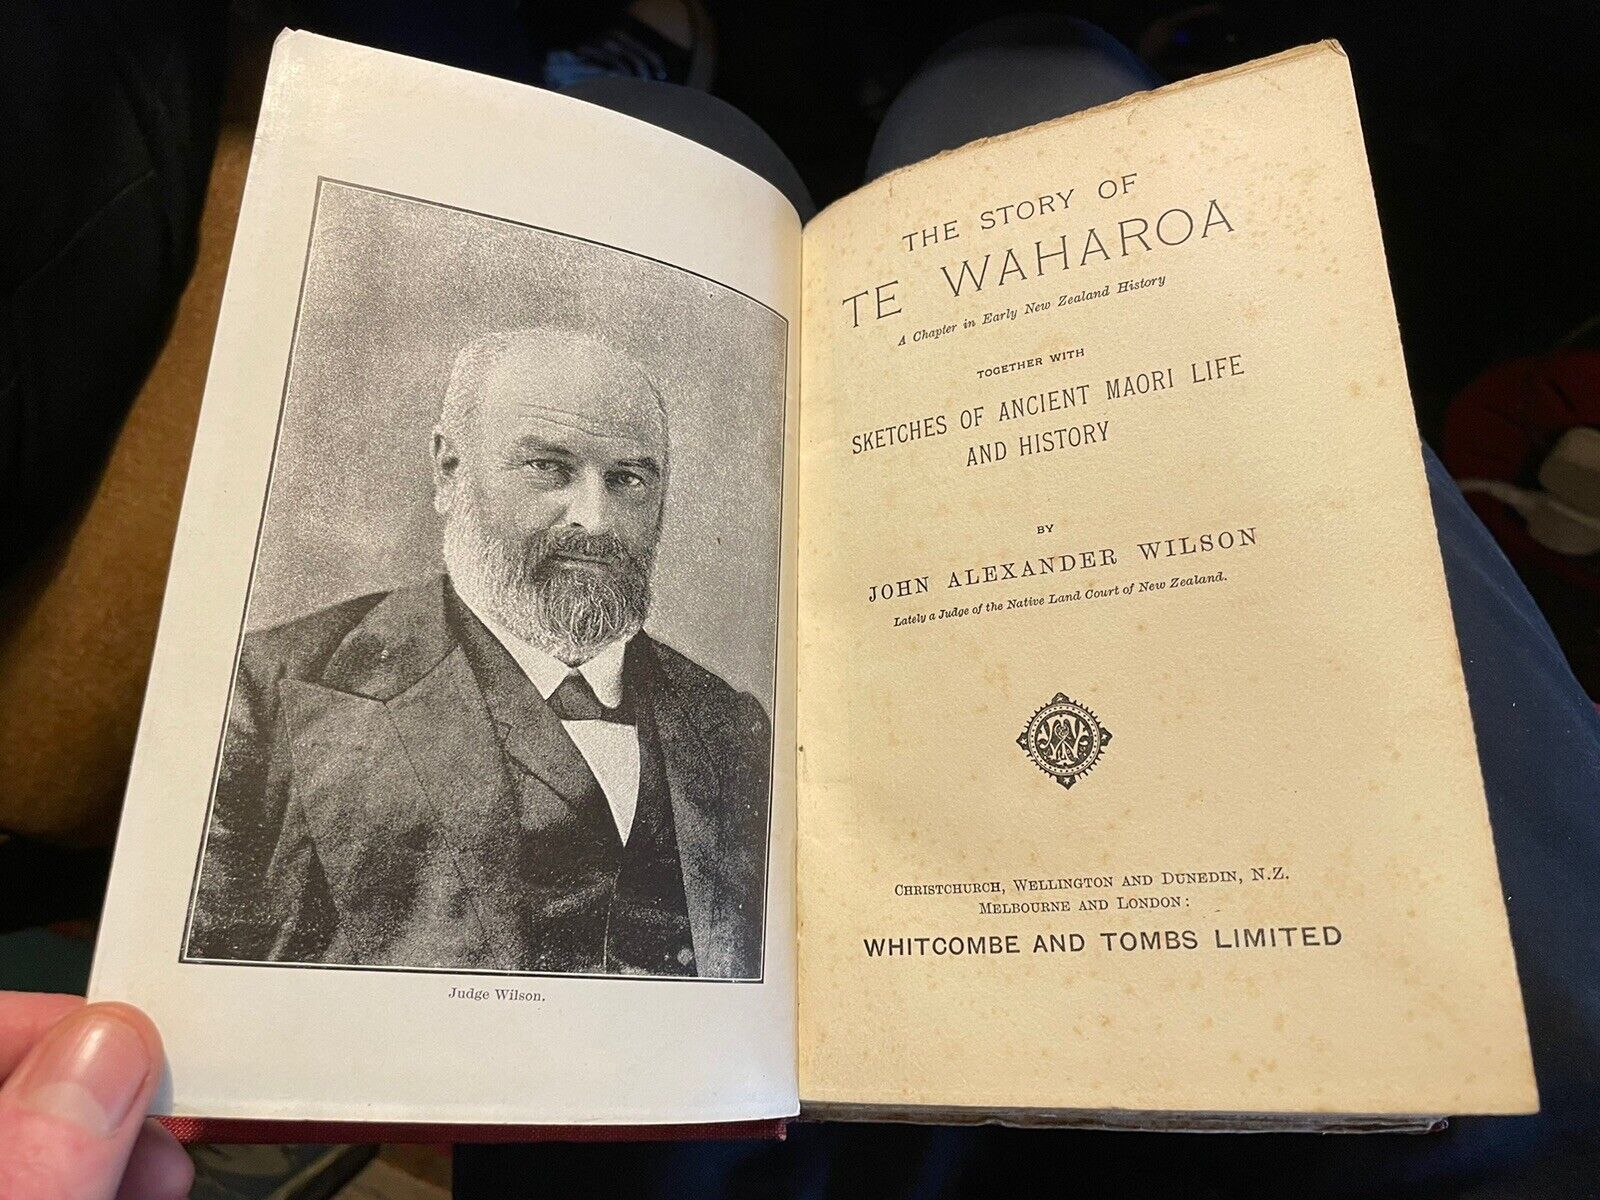 Judge Wilson.
THE STORY OF
TE WAHAROA
A Chapter in Early New Zealand History
TOGETHER WITH
SKETCHES OF ANCIENT MAORI LIFE
AND HISTORY
BY
JOHN ALEXANDER WILSON
Lately a Judge of the Native Land Court of New Zealand.
CHRISTCHURCH, WELLINGTON AND DUNEDIN, N.Z.
MELBOURNE AND LONDON:
WHITCOMBE AND TOMBS LIMITED